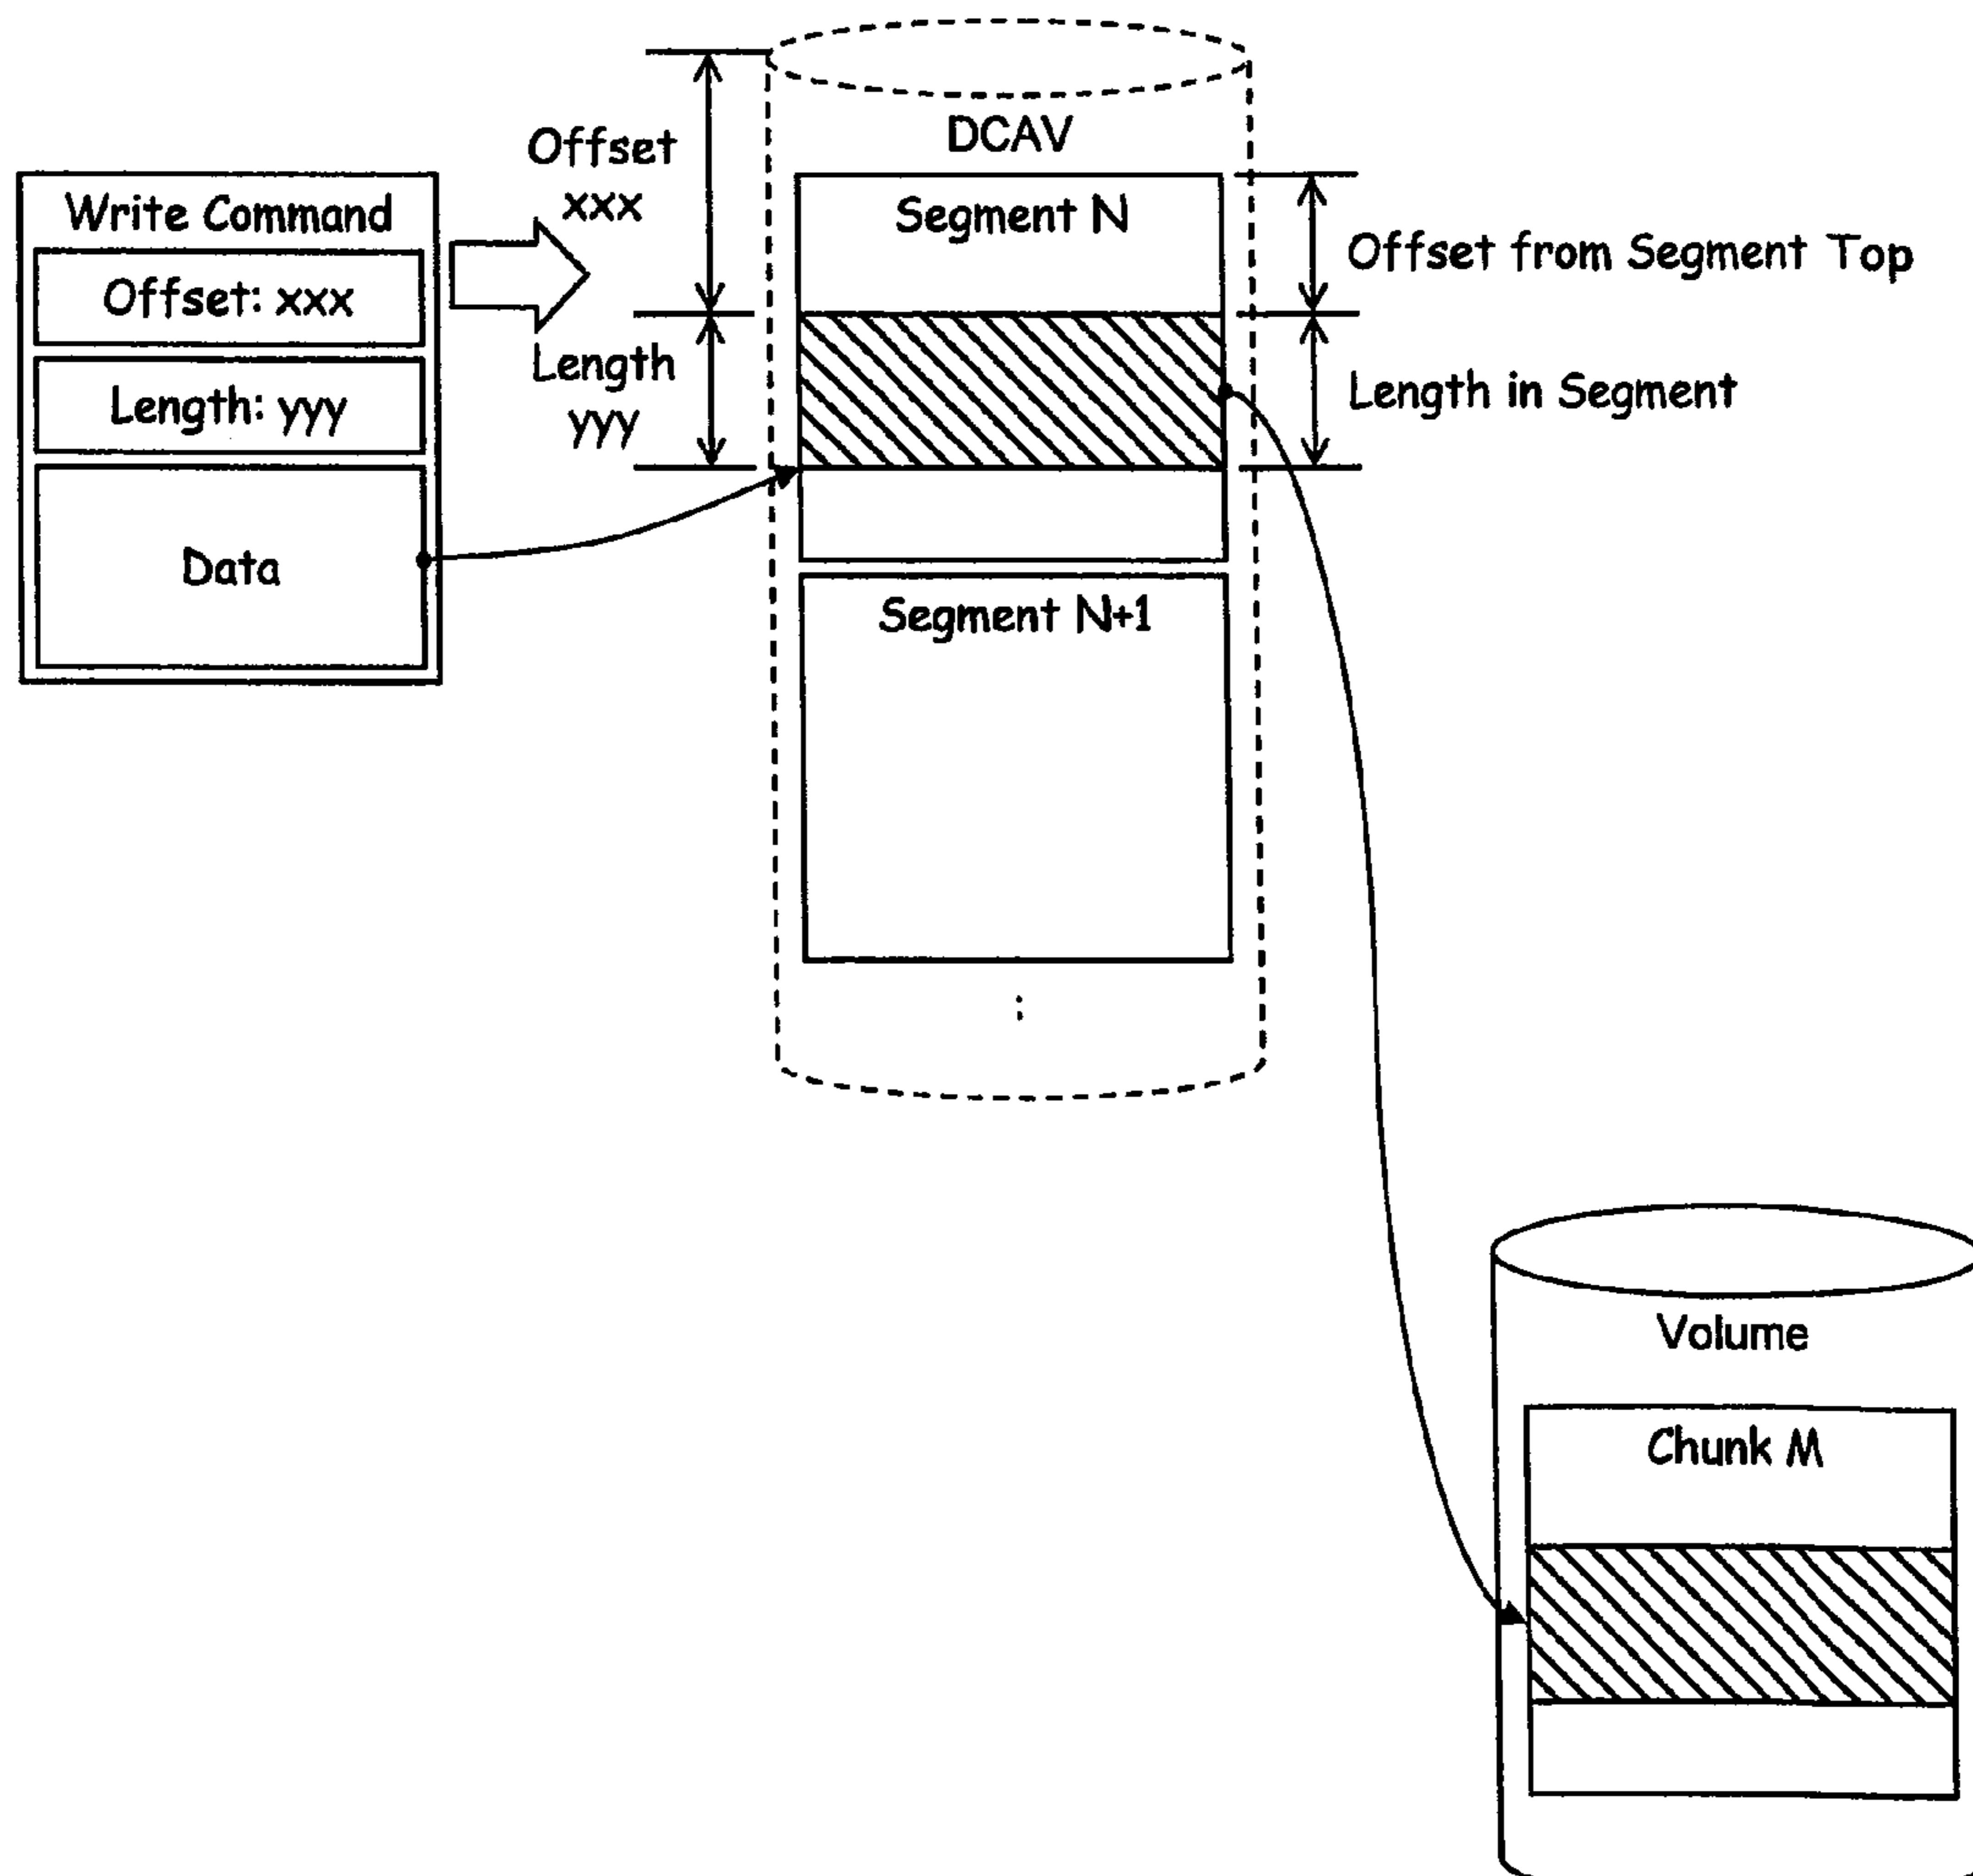 Write Command
Offset: xxx
Length: yyy
Data
Offset
xxx
Length
yyy
DCAV
Segment N
Offset from Segment Top
Length in Segment
Segment N+1
:
Volume
Chunk M